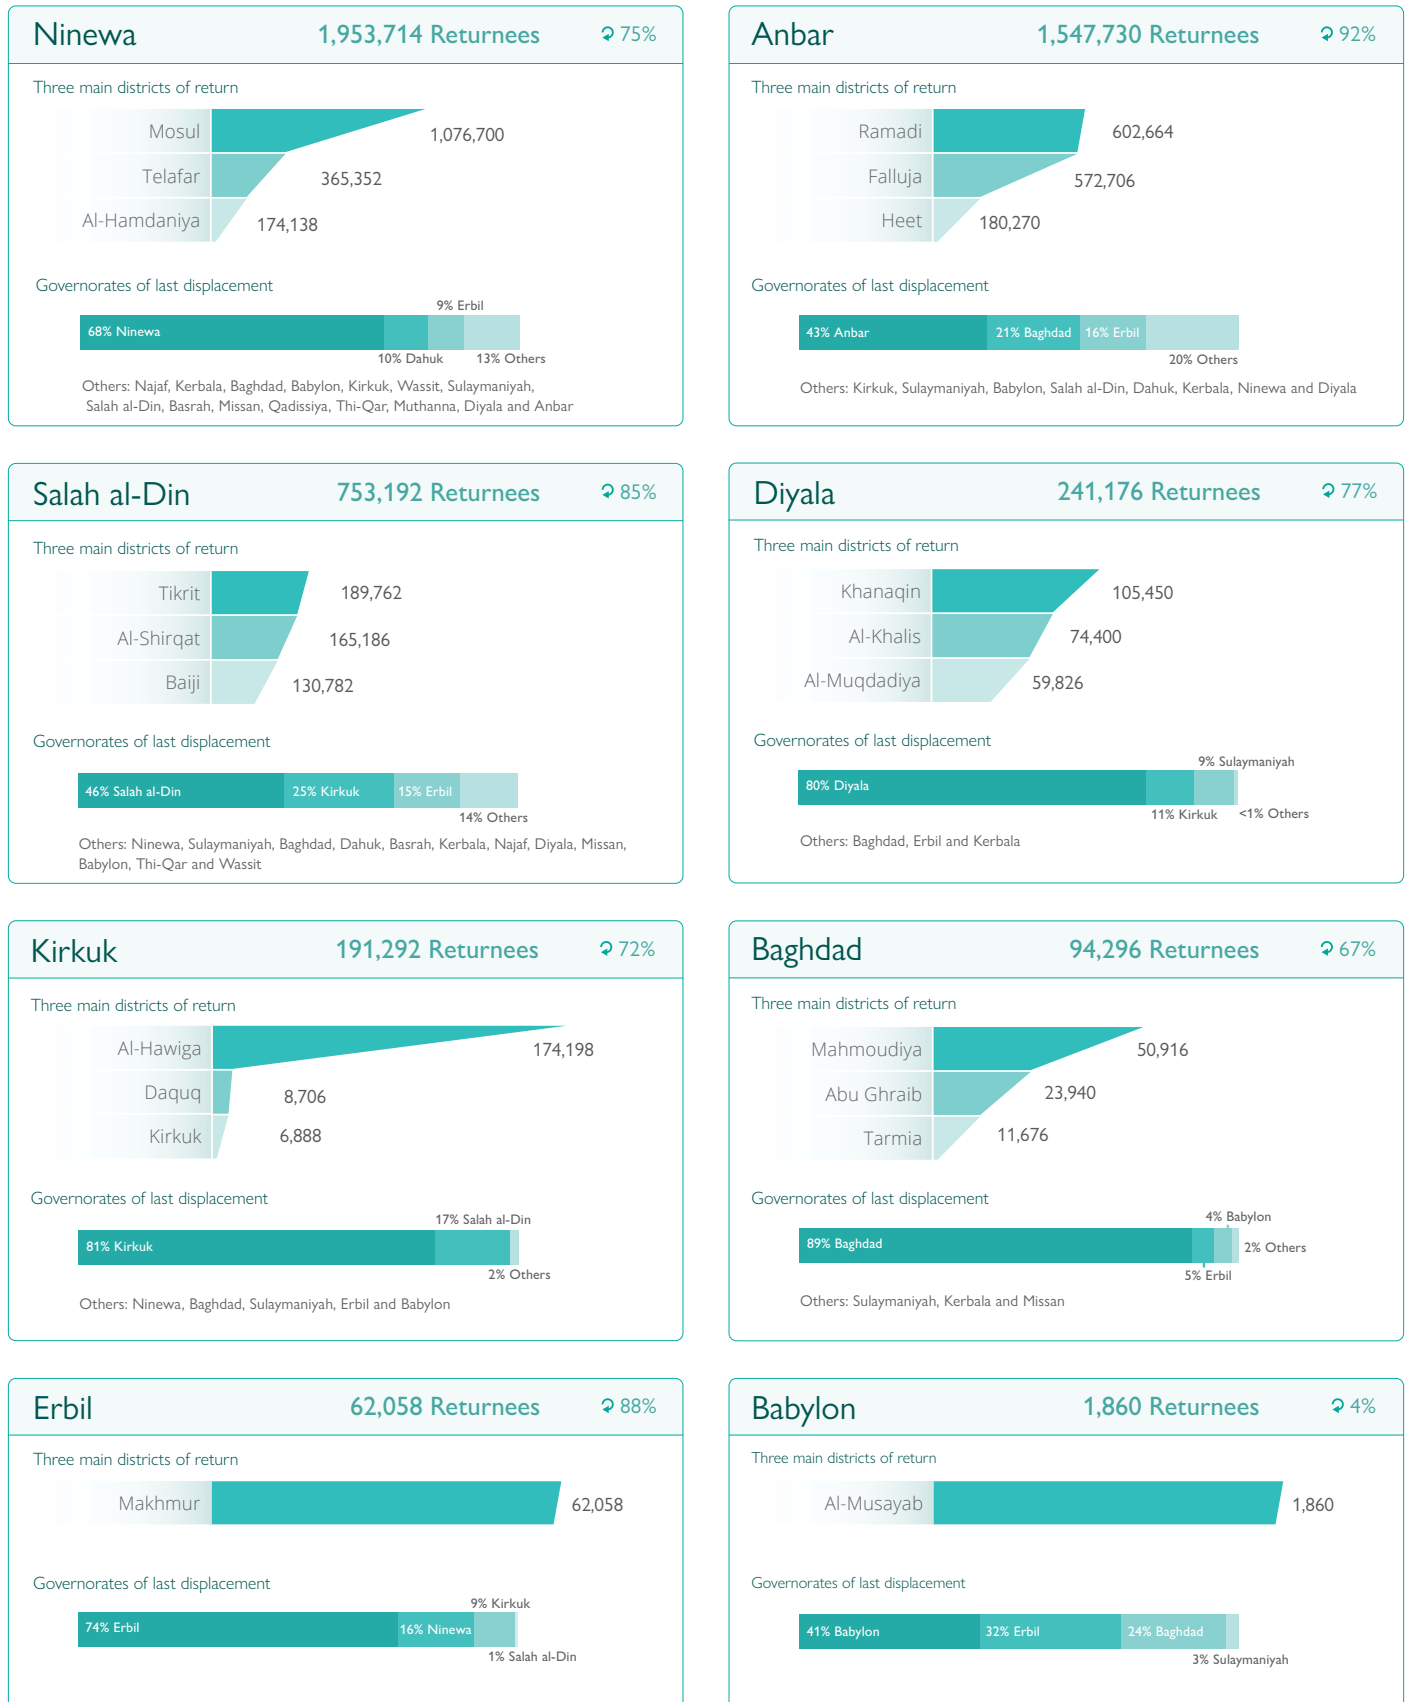 Ninewa
1,953,714 Returnees
75%
Three main districts of return
Mosul
1,076,700
Telafar
365,352
Al-Hamdaniya
174,138
Governorates of last displacement
9% Erbil
68% Ninewa
10% Dahuk
13% Others
Others: Najaf, Kerbala, Baghdad, Babylon, Kirkuk, Wassit, Sulaymaniyah,
Salah al-Din, Basrah, Missan, Qadissiya, Thi-Qar, Muthanna, Diyala and Anbar
Anbar
1,547,730 Returnees
92%
Three main districts of return
Ramadi
602,664
Falluja
572,706
Heet
180,270
Governorates of last displacement
43% Anbar
21% Baghdad
16% Erbil
20% Others
Others: Kirkuk, Sulaymaniyah, Babylon, Salah al-Din, Dahuk, Kerbala, Ninewa and Diyala
Salah al-Din
753,192 Returnees
85%
Three main districts of return
Tikrit
189,762
Al-Shirqat
165,186
Baiji
130,782
Governorates of last displacement
46% Salah al-Din
25% Kirkuk
15% Erbil
14% Others
Others: Ninewa, Sulaymaniyah, Baghdad, Dahuk, Basrah, Kerbala, Najaf, Diyala, Missan,
Babylon, Thi-Qar and Wassit
Diyala
241,176 Returnees
77%
Three main districts of return
Khanaqin
105,450
Al-Khalis
74,400
Al-Muqdadiya
59,826
Governorates of last displacement
9% Sulaymaniyah
80% Diyala
11% Kirkuk
<1% Others
Others: Baghdad, Erbil and Kerbala
Kirkuk
191,292 Returnees
72%
Three main districts of return
Al-Hawiga
174,198
Daquq
8,706
Kirkuk
6,888
Governorates of last displacement
17% Salah al-Din
81% Kirkuk
2% Others
Others: Ninewa, Baghdad, Sulaymaniyah, Erbil and Babylon
Baghdad
94,296 Returnees
67%
Three main districts of return
Mahmoudiya
50,916
Abu Ghraib
23,940
Tarmia
11,676
Governorates of last displacement
4% Babylon
89% Baghdad
2% Others
5% Erbil
Others: Sulaymaniyah, Kerbala and Missan
Erbil
62,058 Returnees
88%
Three main districts of return
Makhmur
62,058
Governorates of last displacement
9% Kirkuk
74% Erbil
16% Ninewa
1% Salah al-Din
Babylon
1,860 Returnees
4%
Three main districts of return
Al-Musayab
1,860
Governorates of last displacement
41% Babylon
32% Erbil
24% Baghdad
3% Sulaymaniyah